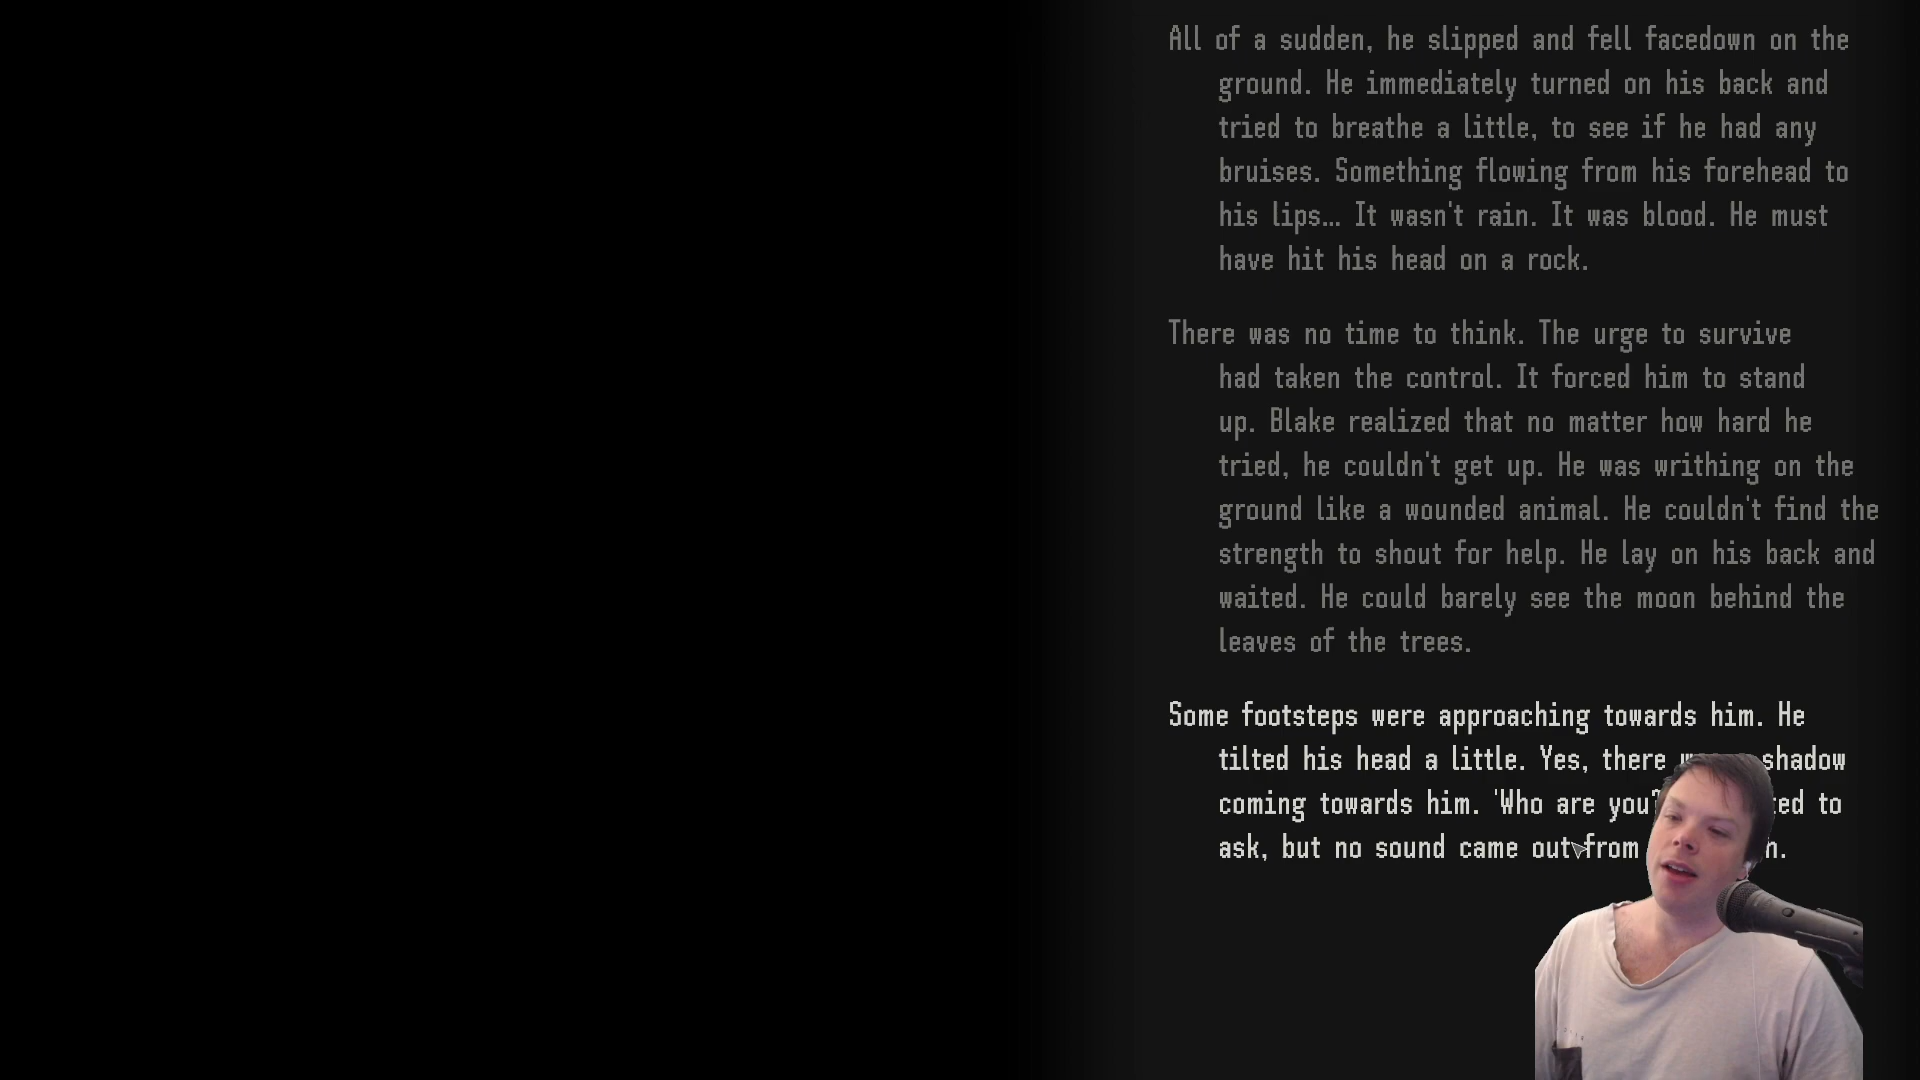 All of a sudden, he slipped and fell facedown on the
ground. He immediately turned on his back and
tried to breathe a little, to see if he had any
bruises. Something flowing from his forehead to
his lips... It wasn't rain. It was blood. He must
have hit his head on a rock.
There was no time to think. The urge to survive
had taken the control. It forced him to stand
up. Blake realized that no matter how hard he
tried, he couldn't get up. He was writhing on the
ground like a wounded animal. He couldn't find the
strength to shout for help. He lay on his back and
waited. He could barely see the moon behind the
leaves of the trees.
Some footsteps were approaching towards him. He
tilted his head a little. Yes, there shadow
coming towards him. 'Who are you? to
ask, but no sound came out from